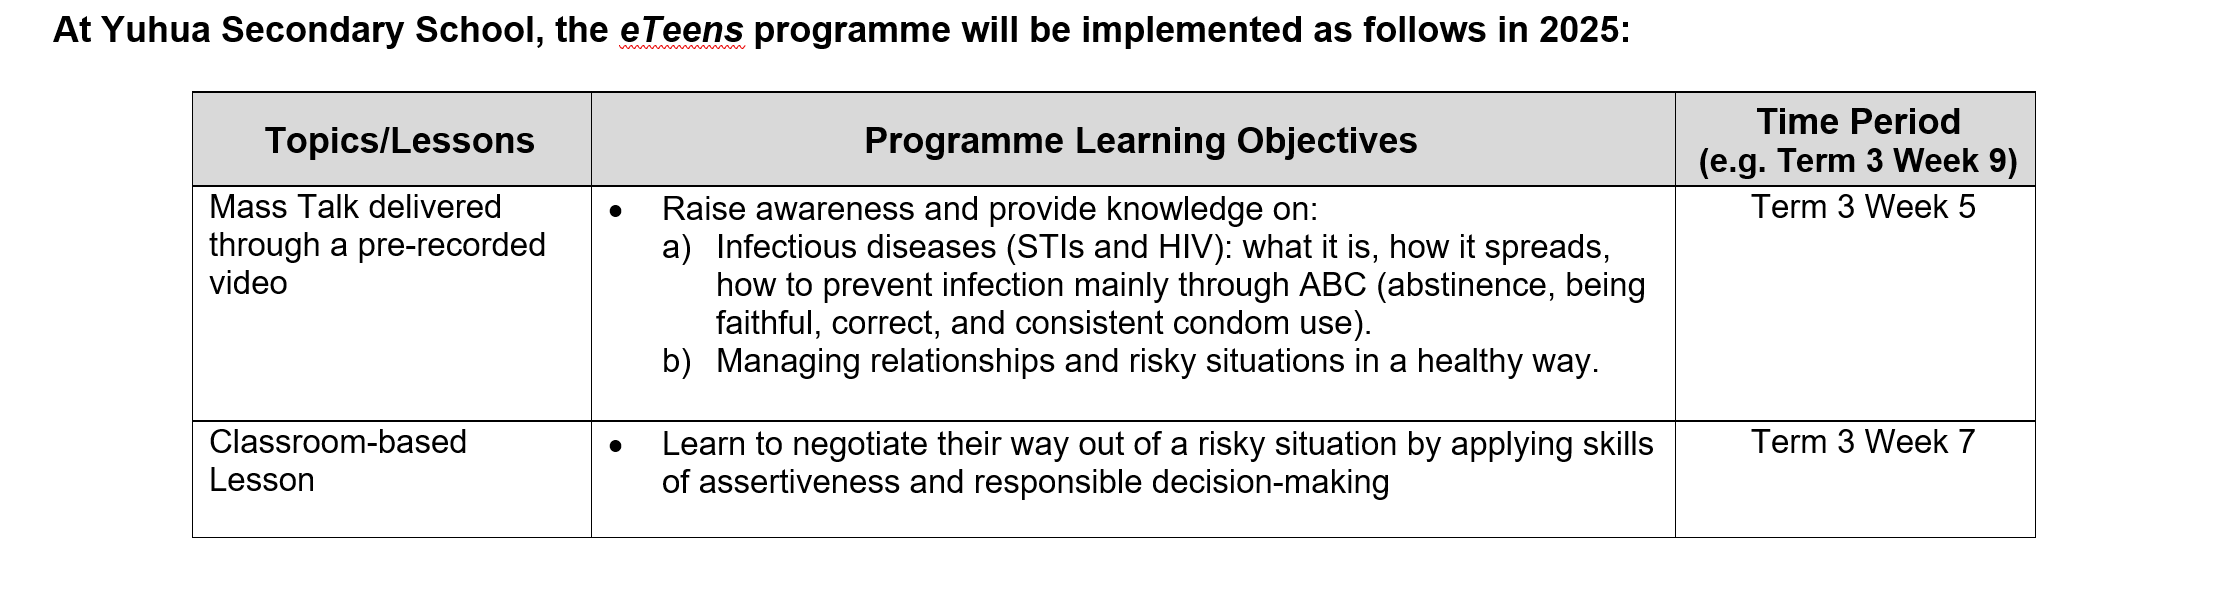 At Yuhua Secondary School, the eTeens programme will be implemented as follows in 2025:
Topics/Lessons
Programme Learning Objectives
Time Period
(e.g. Term 3 Week 9)
Mass Talk delivered
through a pre-recorded
video
• Raise awareness and provide knowledge on:
a) Infectious diseases (STIs and HIV): what it is, how it spreads,
how to prevent infection mainly through ABC (abstinence, being
faithful, correct, and consistent condom use).
b) Managing relationships and risky situations in a healthy way.
Term 3 Week 5
Classroom-based
Lesson
• Learn to negotiate their way out of a risky situation by applying skills
of assertiveness and responsible decision-making
Term 3 Week 7